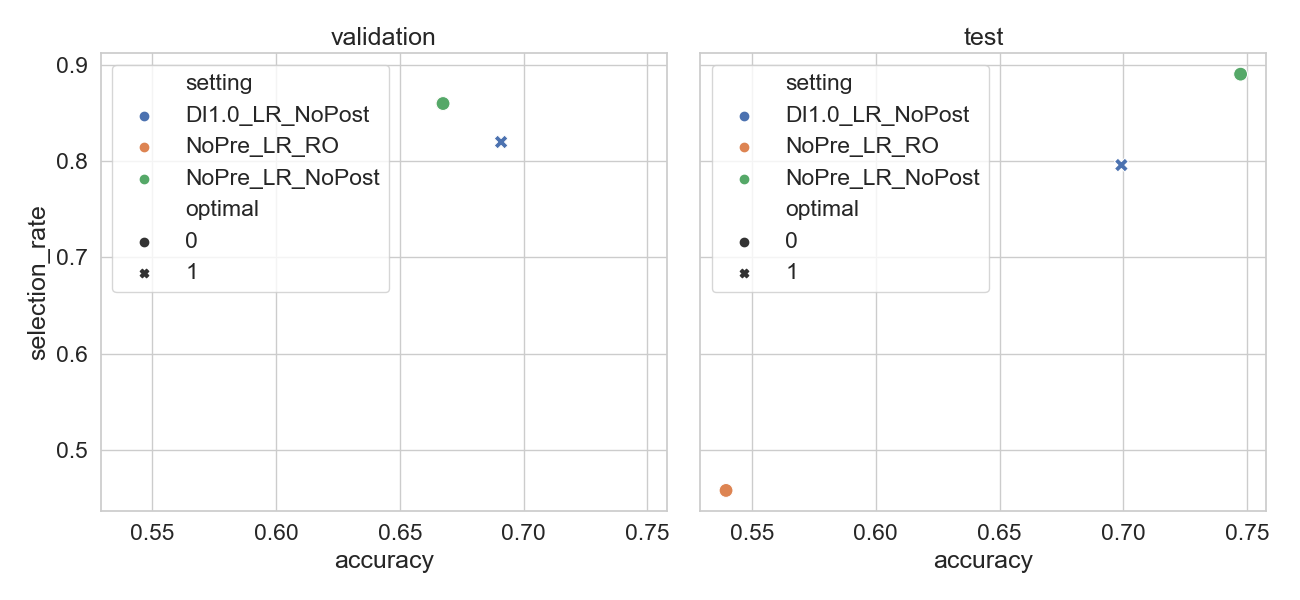 validation
test
setting
DI1.0_LR_NoPost
NoPre_LR_RO
NoPre_LR_NoPost
optimal
0
1
setting
DI1.0_LR_NoPost
NoPre_LR_RO
NoPre_LR_NoPost
optimal
0
1
selection_rate
0.9
0.8
0.7
0.6
0.5
0.55 0.60 0.65 0.70 0.75
accuracy
0.55 0.60 0.65 0.70 0.75
accuracy